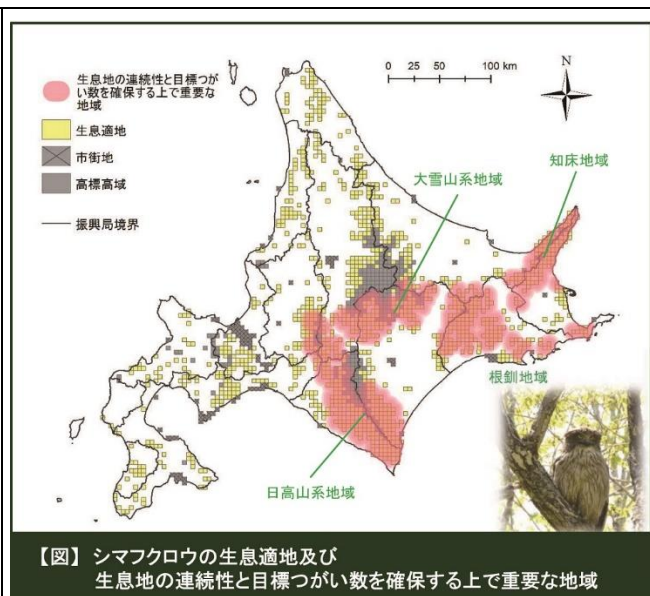 生息地の連続性と目標つが
い数を確保する上で重要な
地域
生息適地
市街地
高標高域
振興局境界
0 25 50 100 km
N
大雪山系地域
知床地域
根釧地域
日高山系地域
【図】 シマフクロウの生息適地及び
生息地の連続性と目標つがい数を確保する上で重要な地域